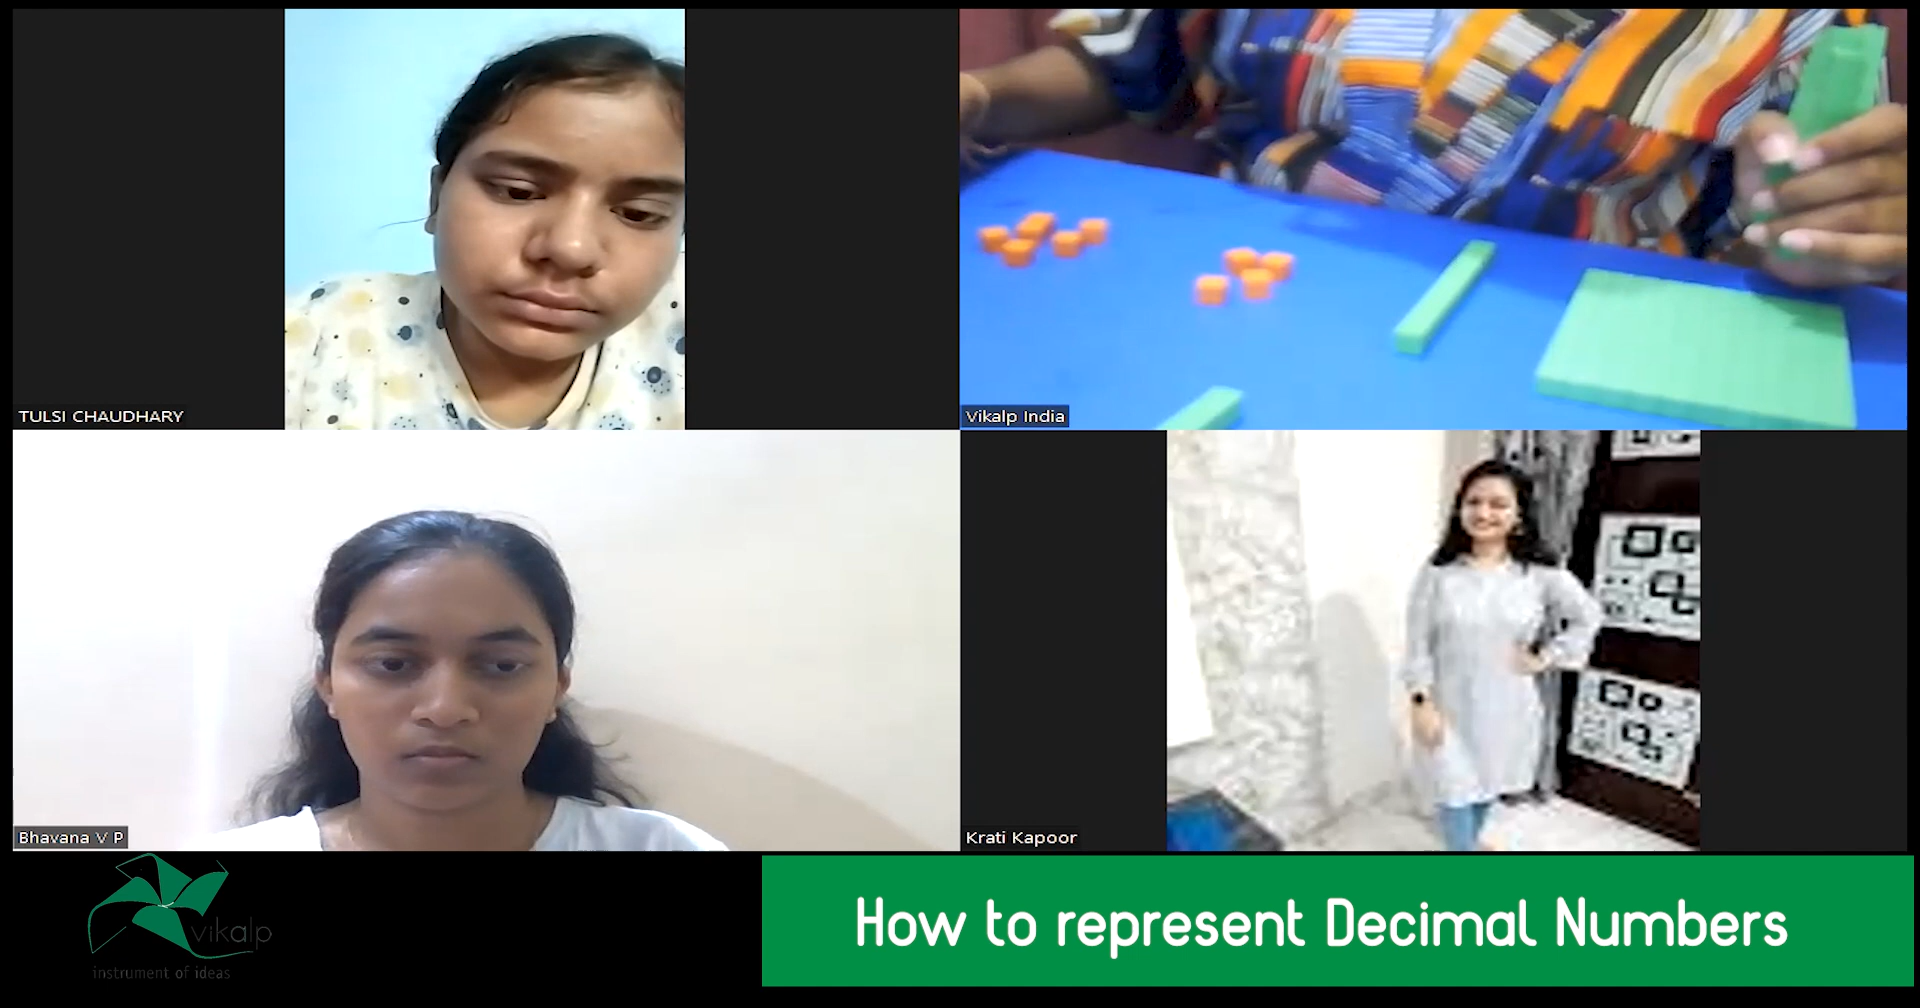 TULSI CHAUDHARY
Vikalp India
Bhavana V P
Krati Kapoor
vikalp
instrument of ideas
How to represent Decimal Numbers